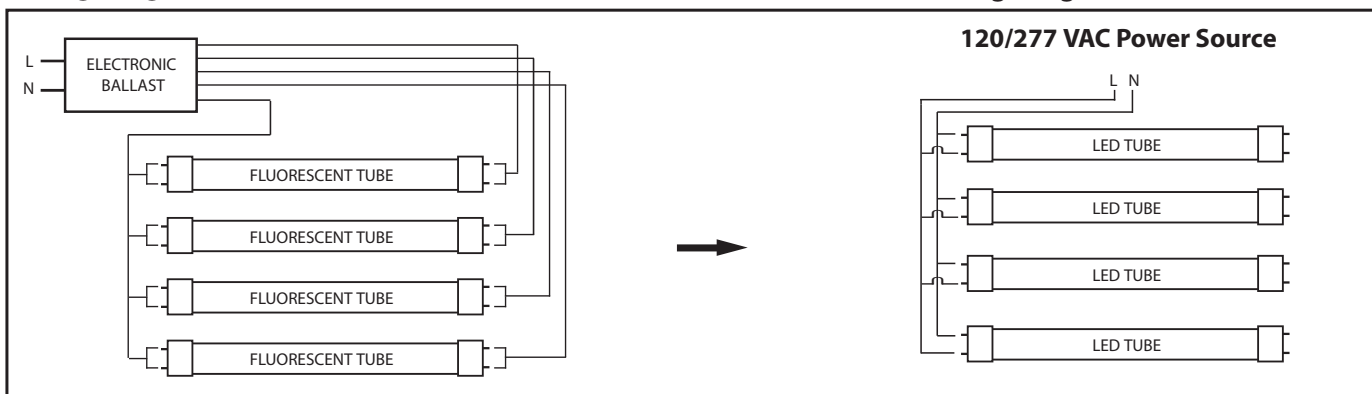 120/277 VAC Power Source
L
ELECTRONIC
BALLAST
N
L N
FLUORESCENT TUBE
FLUORESCENT TUBE
FLUORESCENT TUBE
FLUORESCENT TUBE
LED TUBE
LED TUBE
LED TUBE
LED TUBE